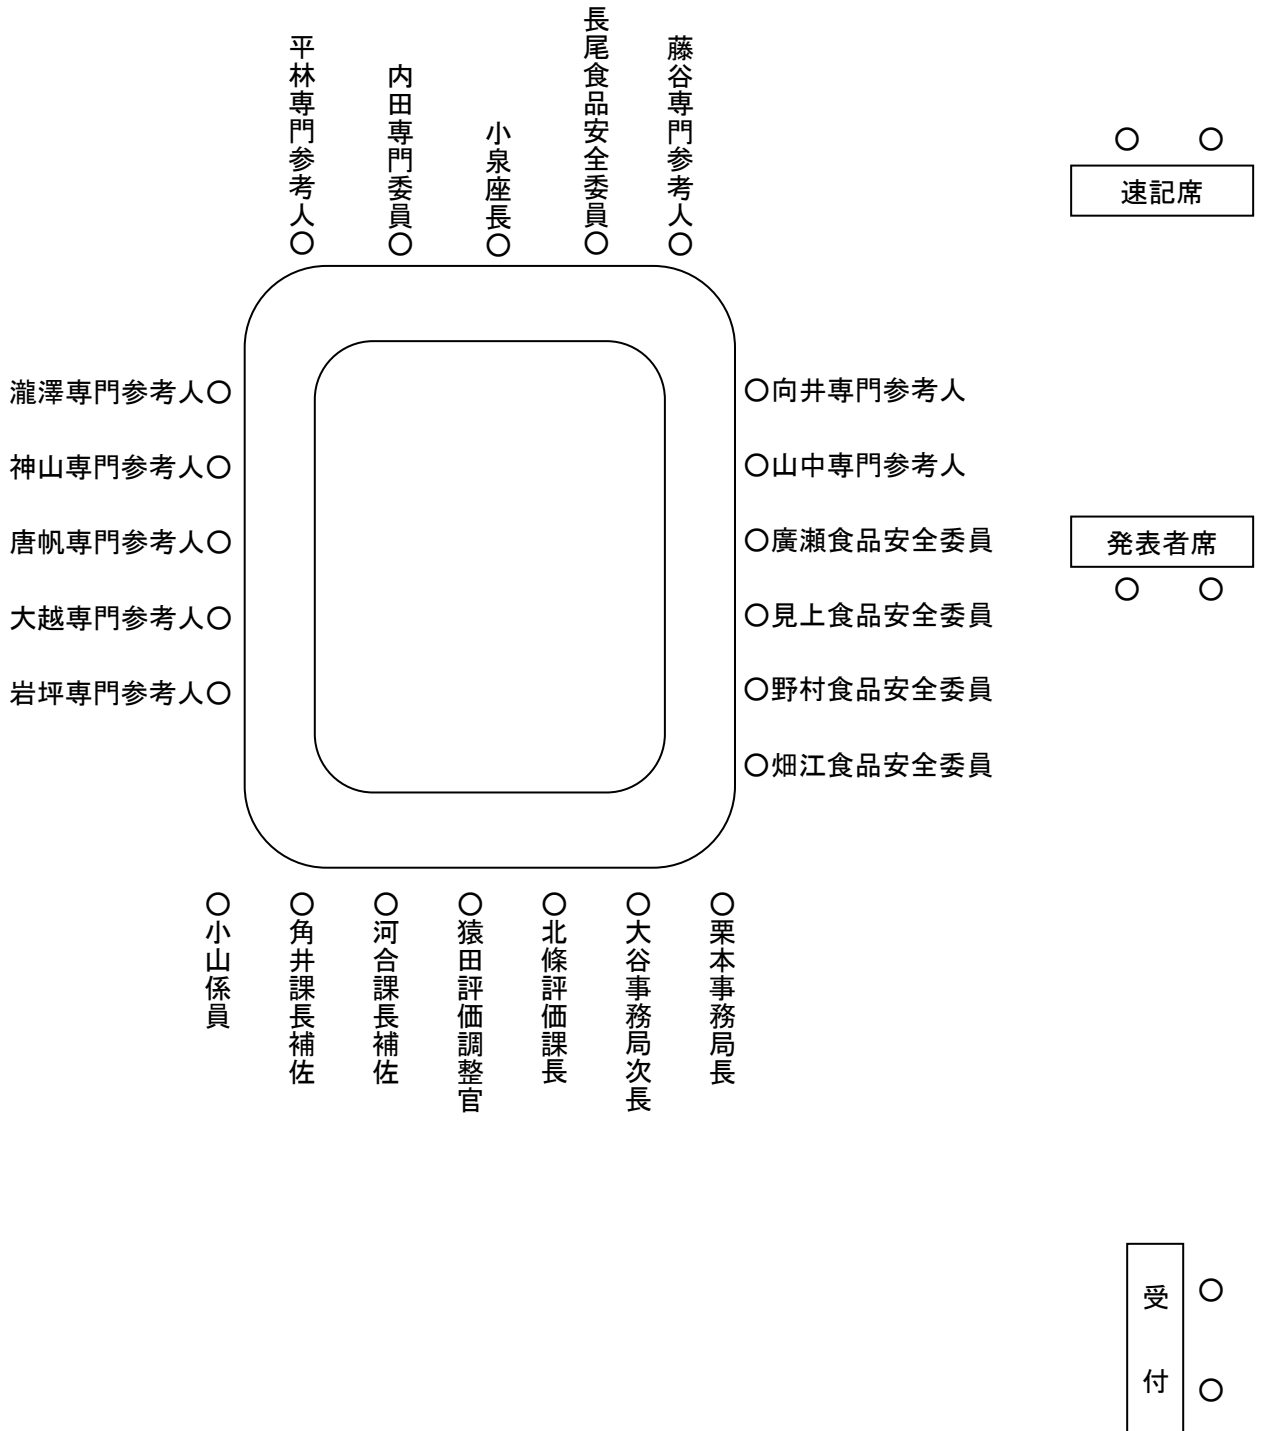 平林専門参考人○
内田専門委員○
小泉座長○
長尾食品安全委員○
藤谷専門参考人○
○ ○
速記席
瀧澤専門参考人○
神山専門参考人○
唐帆専門参考人○
大越専門参考人○
岩坪専門参考人○
○向井専門参考人
○山中専門参考人
○廣瀬食品安全委員
○見上食品安全委員
○野村食品安全委員
○畑江食品安全委員
発表者席
○ ○
○小山係員
○角井課長補佐
○河合課長補佐
○猿田評価調整官
○北條評価課長
○大谷事務局次長
○栗本事務局長
受付
○
○